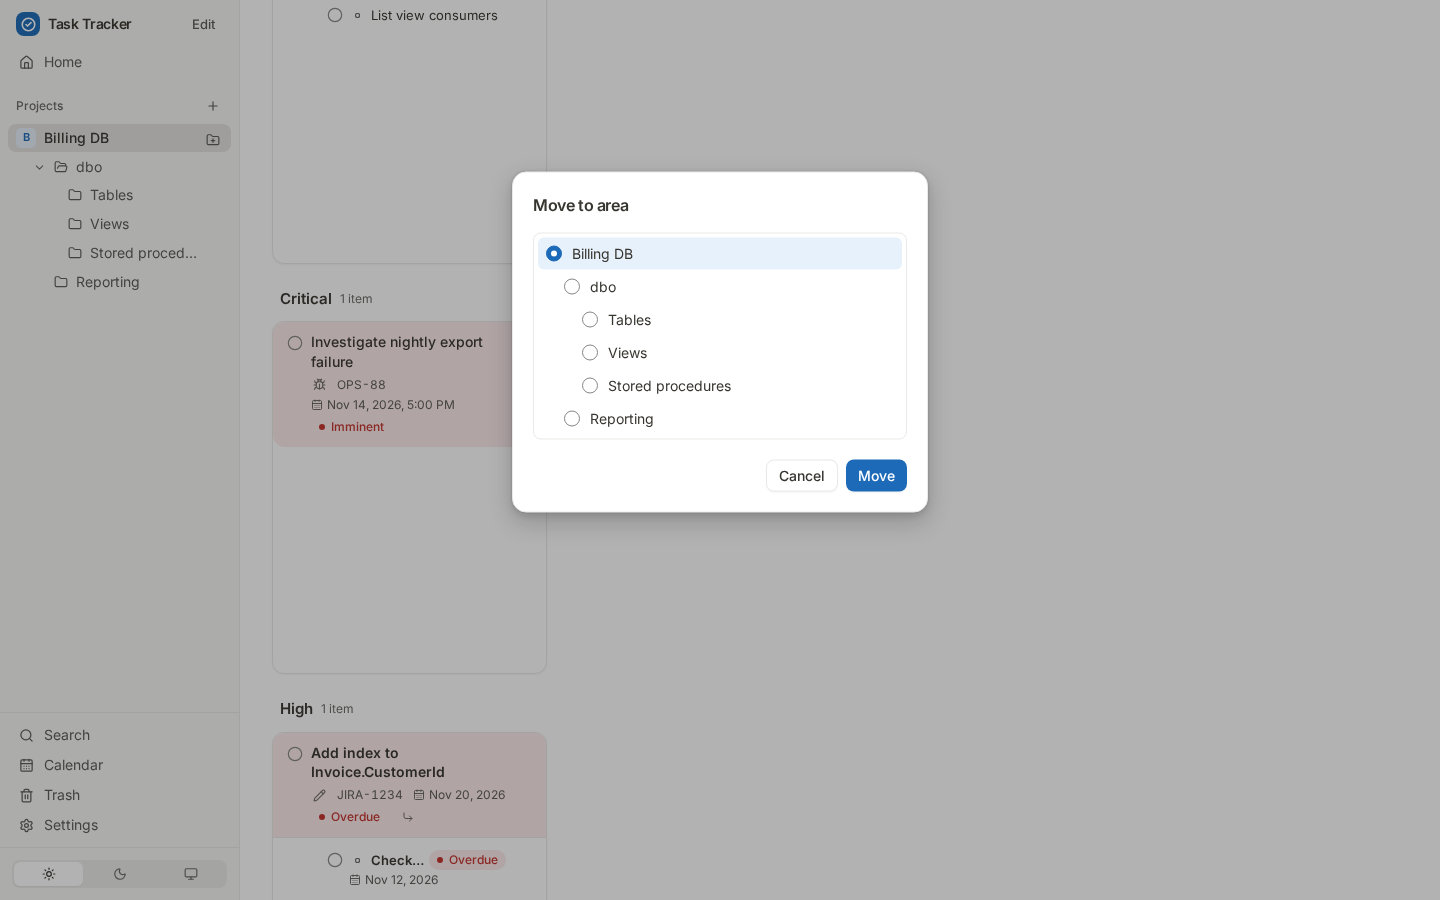 Task Tracker
Edit
Home
Projects
B
Billing DB
dbo
Tables
Views
Stored proced...
Reporting
Search
Calendar
Trash
Settings
List view consumers
Critical 1 item
Investigate nightly export
failure
OPS-88
Nov 14, 2026, 5:00 PM
Imminent
High 1 item
Add index to
Invoice.CustomerId
JIRA-1234 Nov 20, 2026
Overdue
Check... Overdue
Nov 12, 2026
Move to area
Billing DB
dbo
Tables
Views
Stored procedures
Reporting
Cancel
Move